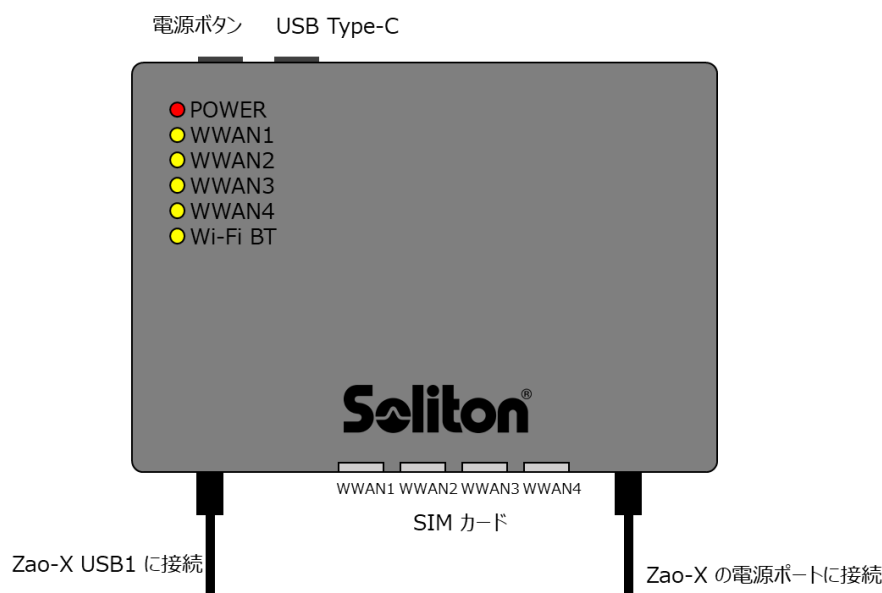 電源ボタン USB Type-C
POWER
WWAN1
WWAN2
WWAN3
WWAN4
Wi-Fi BT
Soliton®
WWAN1 WWAN2 WWAN3 WWAN4
SIM カード
Zao-X USB1 に接続
Zao-X の電源ポートに接続